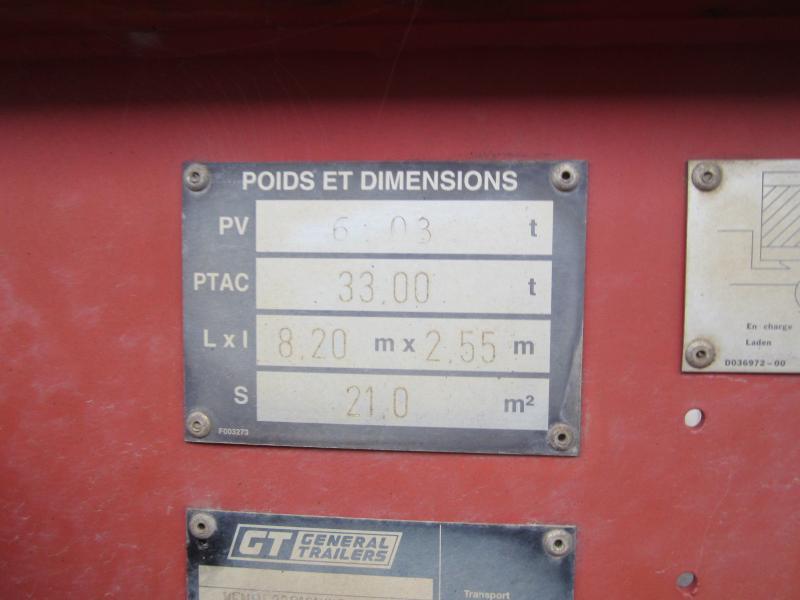 POIDS ET DIMENSIONS
PV 6.03 t
PTAC 33.00 t
L x l 8.20 m x 2.55 m
S 21.0 m²
F003273
En charge
Laden
D036972-00
GT GENERAL TRAILERS
Transport